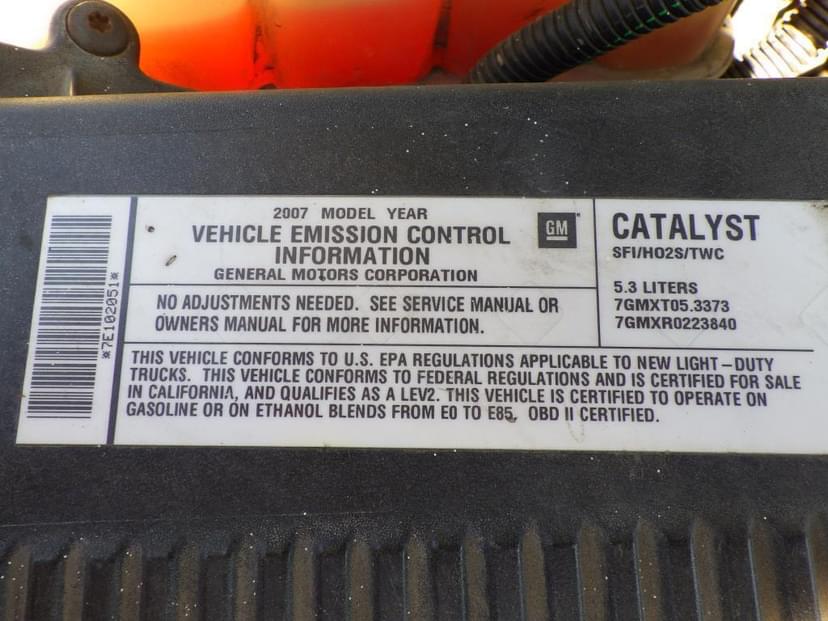 *7E102051*
2007 MODEL YEAR
VEHICLE EMISSION CONTROL
INFORMATION
GENERAL MOTORS CORPORATION
GM
NO ADJUSTMENTS NEEDED. SEE SERVICE MANUAL OR
OWNERS MANUAL FOR MORE INFORMATION.
CATALYST
SFI/HO2S/TWC
5.3 LITERS
7GMXT05.3373
7GMXR0223840
THIS VEHICLE CONFORMS TO U.S. EPA REGULATIONS APPLICABLE TO NEW LIGHT-DUTY
TRUCKS. THIS VEHICLE CONFORMS TO FEDERAL REGULATIONS AND IS CERTIFIED FOR SALE
IN CALIFORNIA, AND QUALIFIES AS A LEV2. THIS VEHICLE IS CERTIFIED TO OPERATE ON
GASOLINE OR ON ETHANOL BLENDS FROM E0 TO E85. OBD II CERTIFIED.